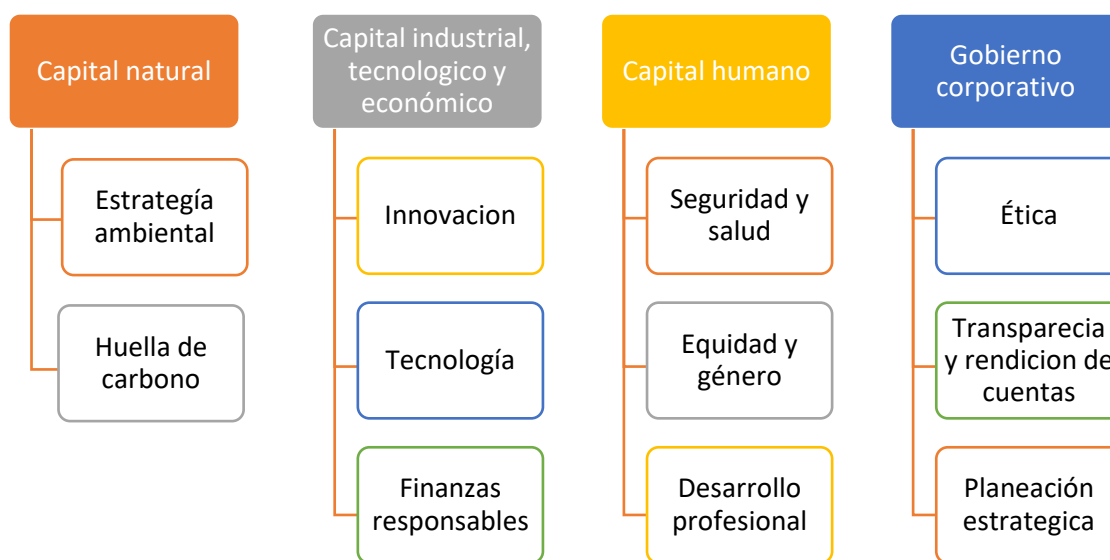 Capital natural
Estrategía
ambiental
Huella de
carbono
Capital industrial,
tecnologico y
económico
Innovacion
Tecnología
Finanzas
responsables
Capital humano
Seguridad y
salud
Equidad y
género
Desarrollo
profesional
Gobierno
corporativo
Ética
Transparecia
y rendicion de
cuentas
Planeación
estrategica